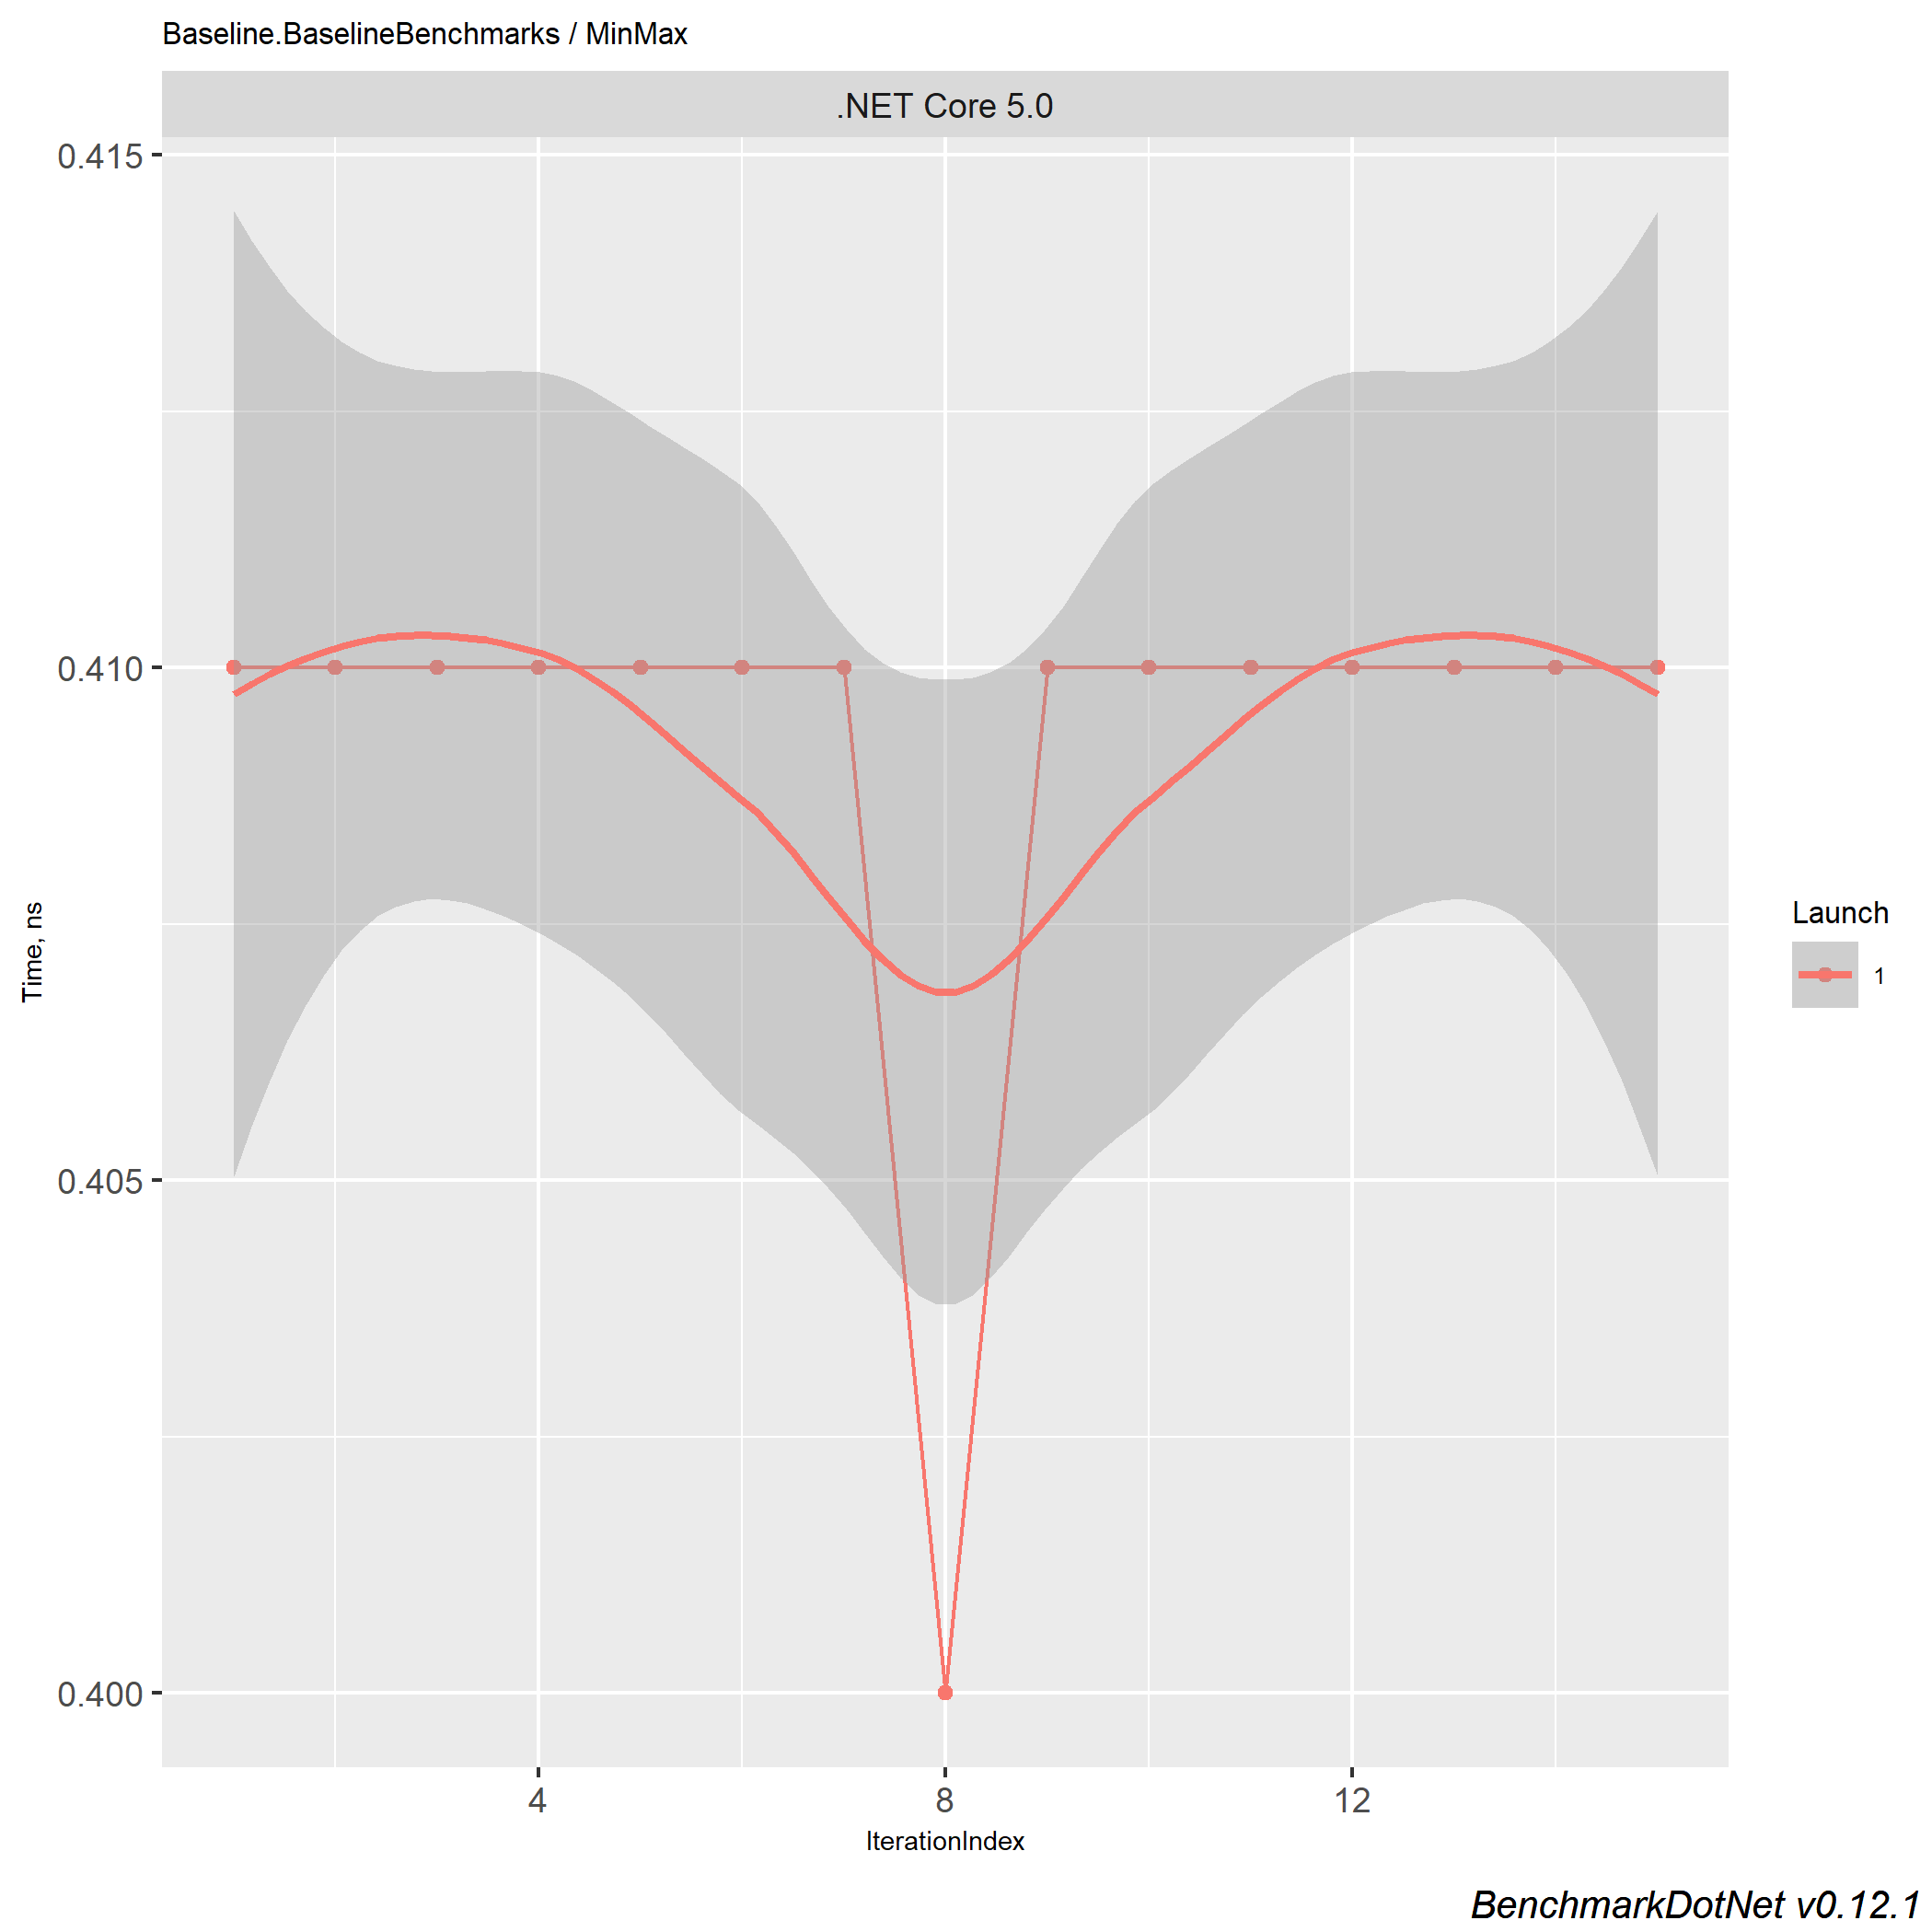 Baseline.BaselineBenchmarks / MinMax
.NET Core 5.0
0.415
0.410
0.405
0.400
Time, ns
4
8
12
IterationIndex
Launch
1
BenchmarkDotNet v0.12.1